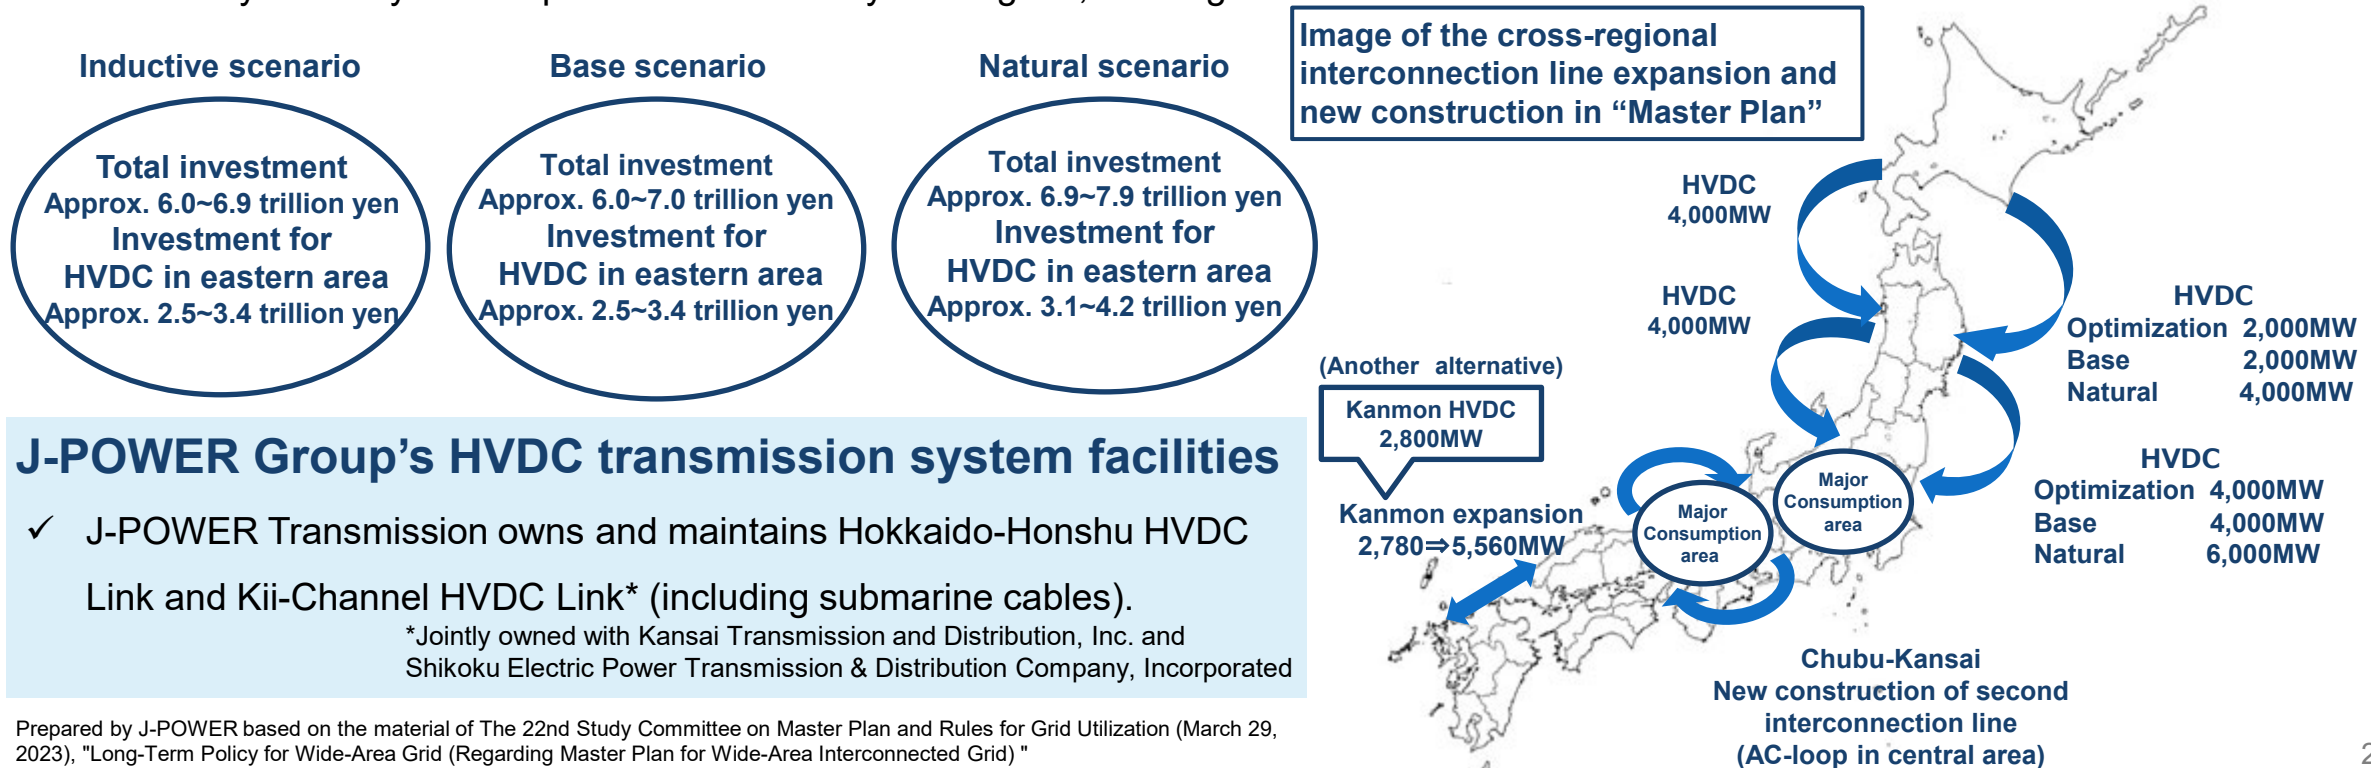 Inductive scenario
Total investment
Approx. 6.0~6.9 trillion yen
Investment for
HVDC in eastern area
Approx. 2.5~3.4 trillion yen
Base scenario
Total investment
Approx. 6.0~7.0 trillion yen
Investment for
HVDC in eastern area
Approx. 2.5~3.4 trillion yen
Natural scenario
Total investment
Approx. 6.9~7.9 trillion yen
Investment for
HVDC in eastern area
Approx. 3.1~4.2 trillion yen
J-POWER Group’s HVDC transmission system facilities
✓ J-POWER Transmission owns and maintains Hokkaido-Honshu HVDC
Link and Kii-Channel HVDC Link* (including submarine cables).
*Jointly owned with Kansai Transmission and Distribution, Inc. and
Shikoku Electric Power Transmission & Distribution Company, Incorporated
Prepared by J-POWER based on the material of The 22nd Study Committee on Master Plan and Rules for Grid Utilization (March 29,
2023), "Long-Term Policy for Wide-Area Grid (Regarding Master Plan for Wide-Area Interconnected Grid) "
Image of the cross-regional
interconnection line expansion and
new construction in “Master Plan”
HVDC
4,000MW
HVDC
4,000MW
HVDC
Optimization 2,000MW
Base 2,000MW
Natural 4,000MW
HVDC
Optimization 4,000MW
Base 4,000MW
Natural 6,000MW
(Another alternative)
Kanmon HVDC
2,800MW
Kanmon expansion
2,780⇒5,560MW
Major
Consumption
area
Major
Consumption
area
Chubu-Kansai
New construction of second
interconnection line
(AC-loop in central area)